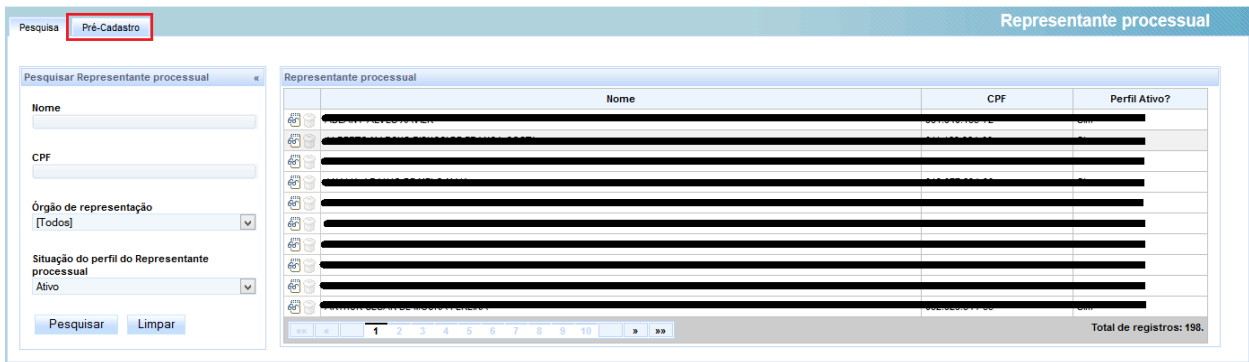 Pesquisa Pré-Cadastro Representante processual
Pesquisar Representante processual «
Nome
CPF
Órgão de representação
[Todos]
Situação do perfil do Representante
processual
Ativo
Pesquisar Limpar
Representante processual
Nome CPF Perfil Ativo?
«« « 1 2 3 4 5 6 7 8 9 10 » »» Total de registros: 198.